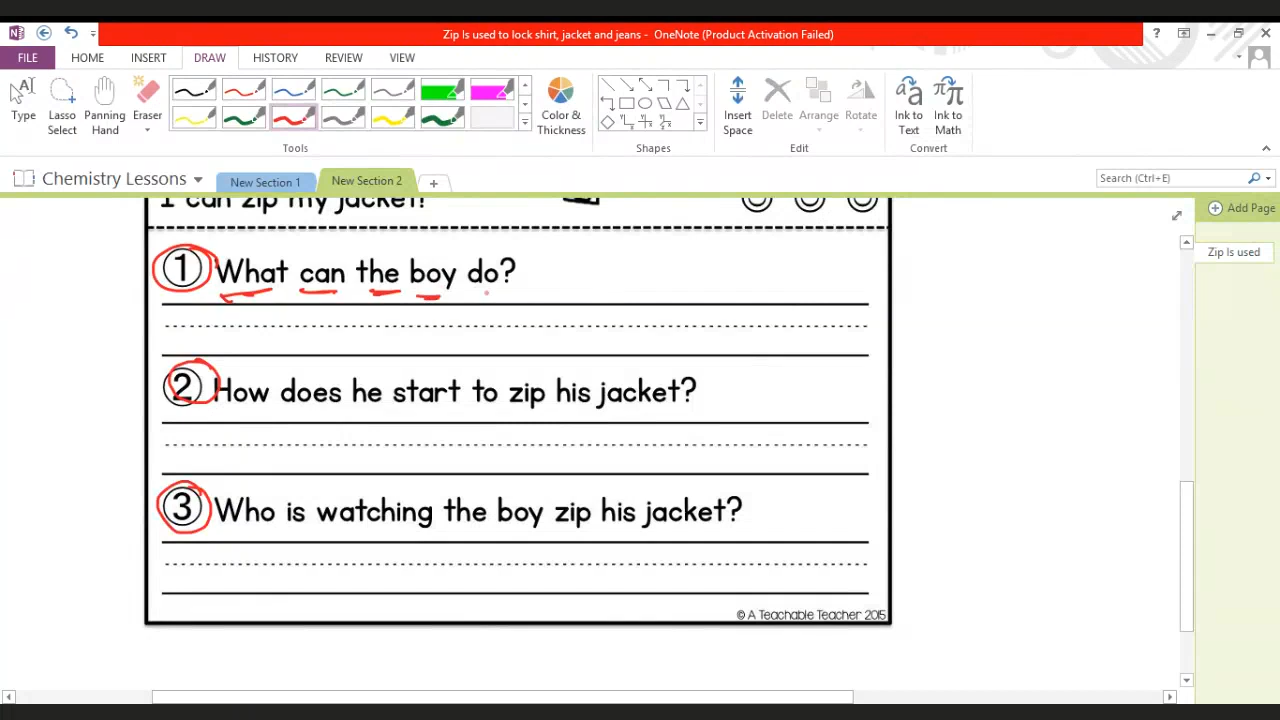 Zip Is used to lock shirt, jacket and jeans - OneNote (Product Activation Failed)
FILE HOME INSERT DRAW HISTORY REVIEW VIEW
Type Lasso Select Panning Hand Eraser Color & Thickness Insert Space Delete Arrange Rotate Ink to Text Ink to Math
Tools Shapes Edit Convert
Chemistry Lessons New Section 1 New Section 2 Search (Ctrl+E)
Add Page
Zip Is used
I can zip my jacket!
1 What can the boy do?
2 How does he start to zip his jacket?
3 Who is watching the boy zip his jacket?
© A Teachable Teacher 2015